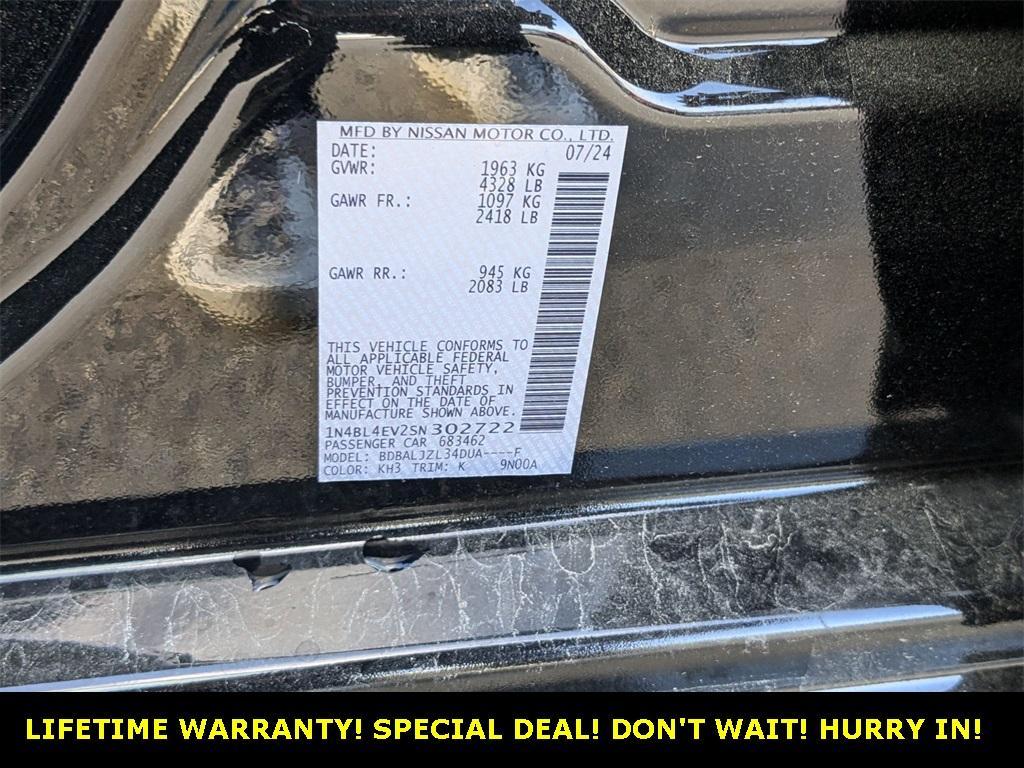 MFD BY NISSAN MOTOR CO., LTD.
DATE: 07/24
GVWR: 1963 KG
4328 LB
GAWR FR.: 1097 KG
2418 LB
GAWR RR.: 945 KG
2083 LB
THIS VEHICLE CONFORMS TO
ALL APPLICABLE FEDERAL
MOTOR VEHICLE SAFETY,
BUMPER, AND THEFT
PREVENTION STANDARDS IN
EFFECT ON THE DATE OF
MANUFACTURE SHOWN ABOVE.
1N4BL4EV2SN302722
PASSENGER CAR 683462
MODEL: BDBALJZL34DUA----F
COLOR: KH3 TRIM: K 9N00A
LIFETIME WARRANTY! SPECIAL DEAL! DON'T WAIT! HURRY IN!